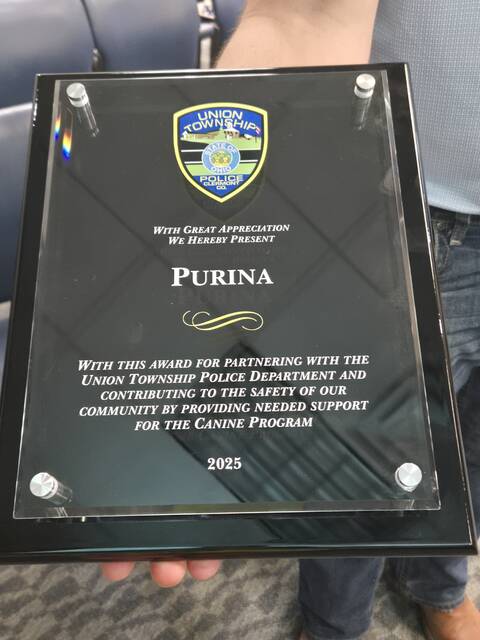 UNION
TOWNSHIP
STATE OF
OHIO
POLICE
CLERMONT
CO.
WITH GREAT APPRECIATION
WE HEREBY PRESENT
PURINA
WITH THIS AWARD FOR PARTNERING WITH THE
UNION TOWNSHIP POLICE DEPARTMENT AND
CONTRIBUTING TO THE SAFETY OF OUR
COMMUNITY BY PROVIDING NEEDED SUPPORT
FOR THE CANINE PROGRAM
2025